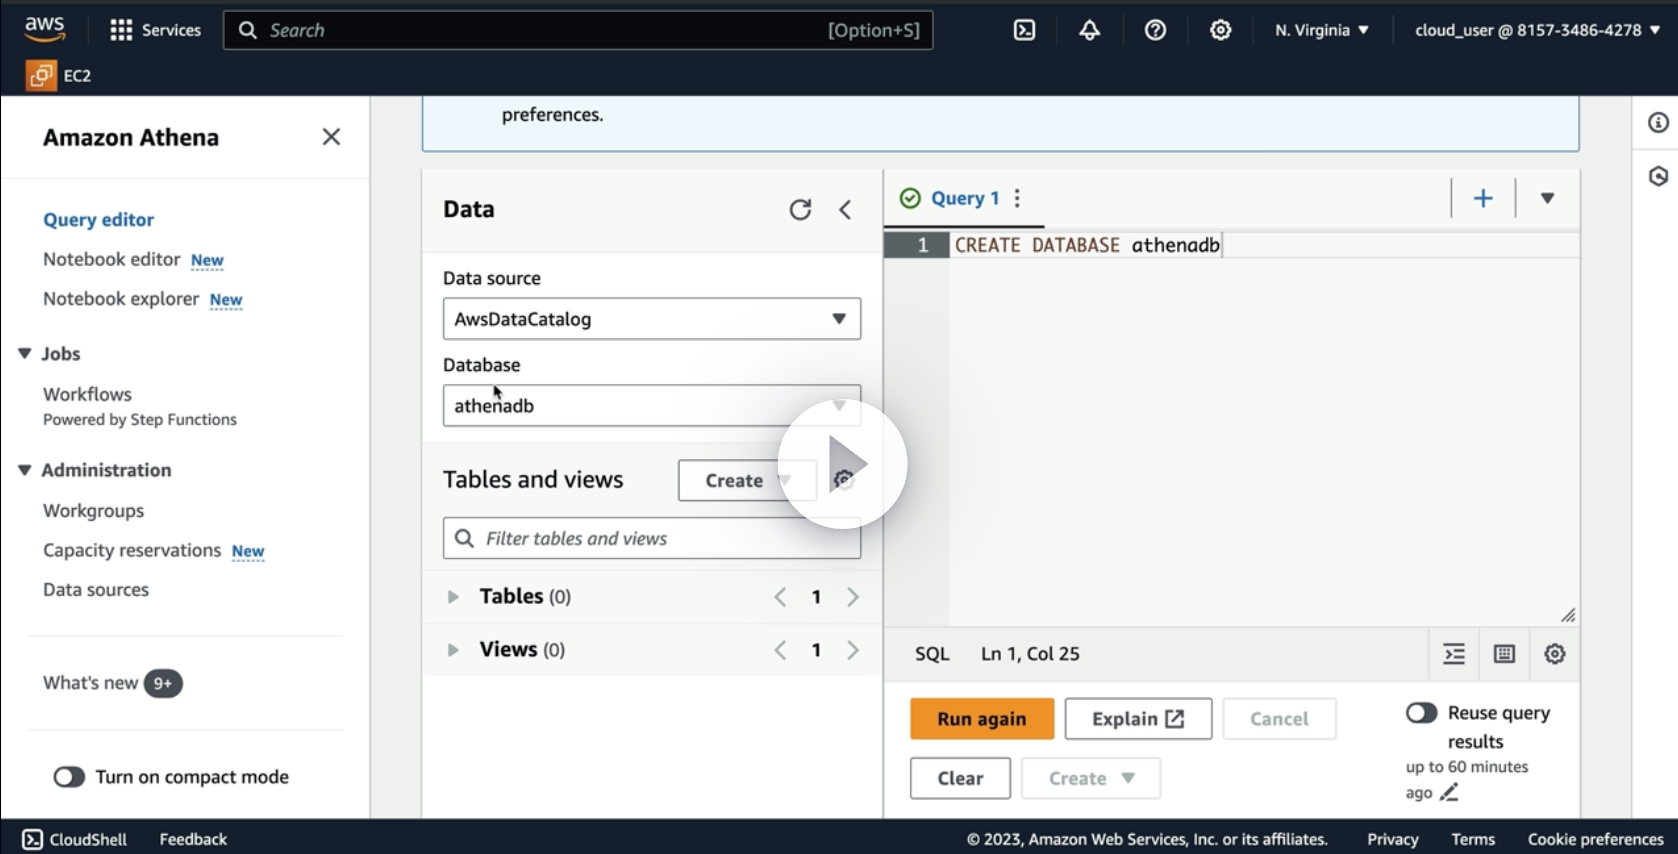 aws
Services
Search
[Option+S]
N. Virginia
cloud_user @ 8157-3486-4278
EC2
Amazon Athena
Query editor
Notebook editor New
Notebook explorer New
Jobs
Workflows
Powered by Step Functions
Administration
Workgroups
Capacity reservations New
Data sources
What's new 9+
Turn on compact mode
preferences.
Data
Data source
AwsDataCatalog
Database
athenadb
Tables and views
Create
Filter tables and views
Tables (0)
1
Views (0)
1
Query 1
1 CREATE DATABASE athenadb
SQL Ln 1, Col 25
Run again
Explain
Cancel
Clear
Create
Reuse query
results
up to 60 minutes
ago
CloudShell
Feedback
© 2023, Amazon Web Services, Inc. or its affiliates.
Privacy
Terms
Cookie preferences